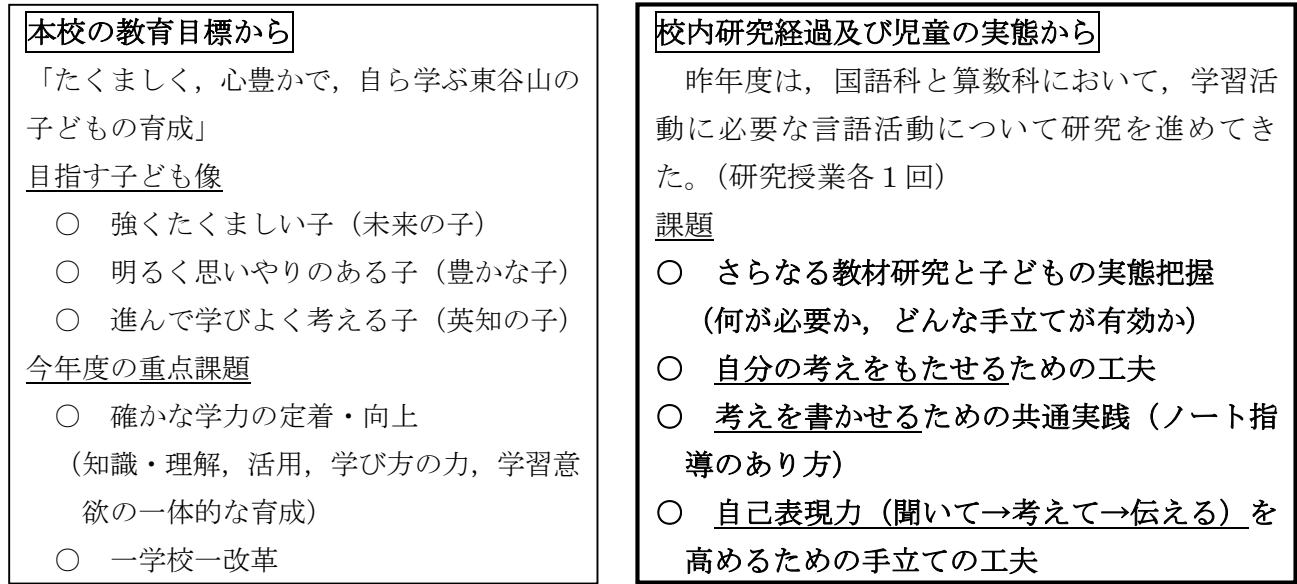 本校の教育目標から
「たくましく，心豊かで，自ら学ぶ東谷山の
子どもの育成」
目指す子ども像
○　強くたくましい子（未来の子）
○　明るく思いやりのある子（豊かな子）
○　進んで学びよく考える子（英知の子）
今年度の重点課題
○　確かな学力の定着・向上
（知識・理解，活用，学び方の力，学習意
欲の一体的な育成）
○　一学校一改革
校内研究経過及び児童の実態から
昨年度は，国語科と算数科において，学習活
動に必要な言語活動について研究を進めてき
た。（研究授業各１回）
課題
○　さらなる教材研究と子どもの実態把握
（何が必要か，どんな手立てが有効か）
○　自分の考えをもたせるための工夫
○　考えを書かせるための共通実践（ノート指
導のあり方）
○　自己表現力（聞いて→考えて→伝える）を
高めるための手立ての工夫